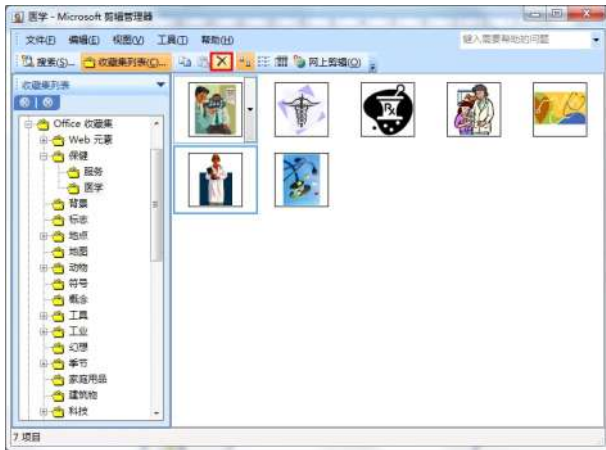 医学 - Microsoft 剪辑管理器
文件(F) 编辑(E) 视图(V) 工具(T) 帮助(H) 键入需要帮助的问题
搜索(S)... 收藏集列表(C)... 网上剪辑(O)
收藏集列表
Office 收藏集
Web 元素
保健
服务
医学
背景
标志
地点
地图
动物
符号
概念
工具
工业
幻想
季节
家庭用品
建筑物
科技
7 项目